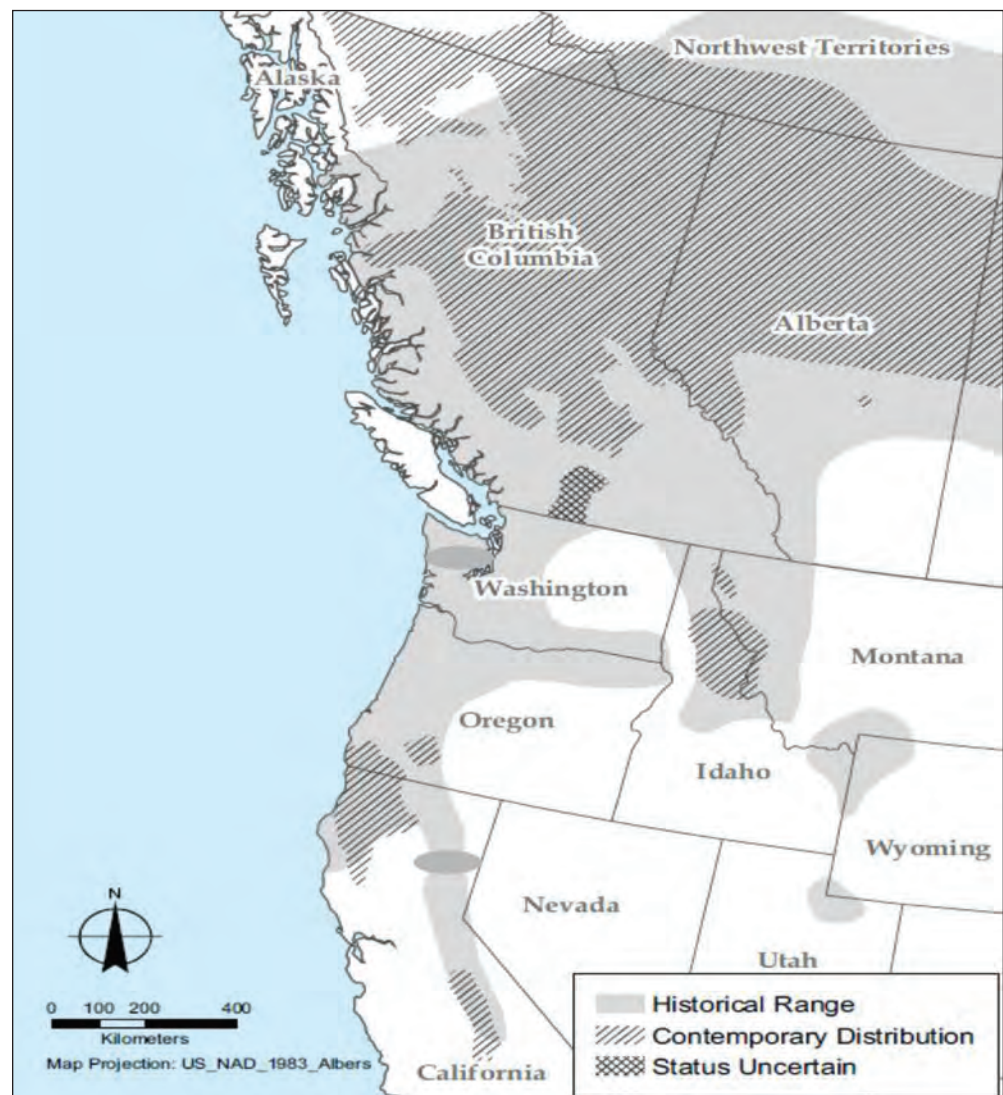 Northwest Territories
Alaska
British
Columbia
Alberta
Washington
Montana
Oregon
Idaho
Wyoming
Nevada
Utah
California
N
0 100 200 400
Kilometers
Map Projection: US_NAD_1983_Albers
Historical Range
Contemporary Distribution
Status Uncertain